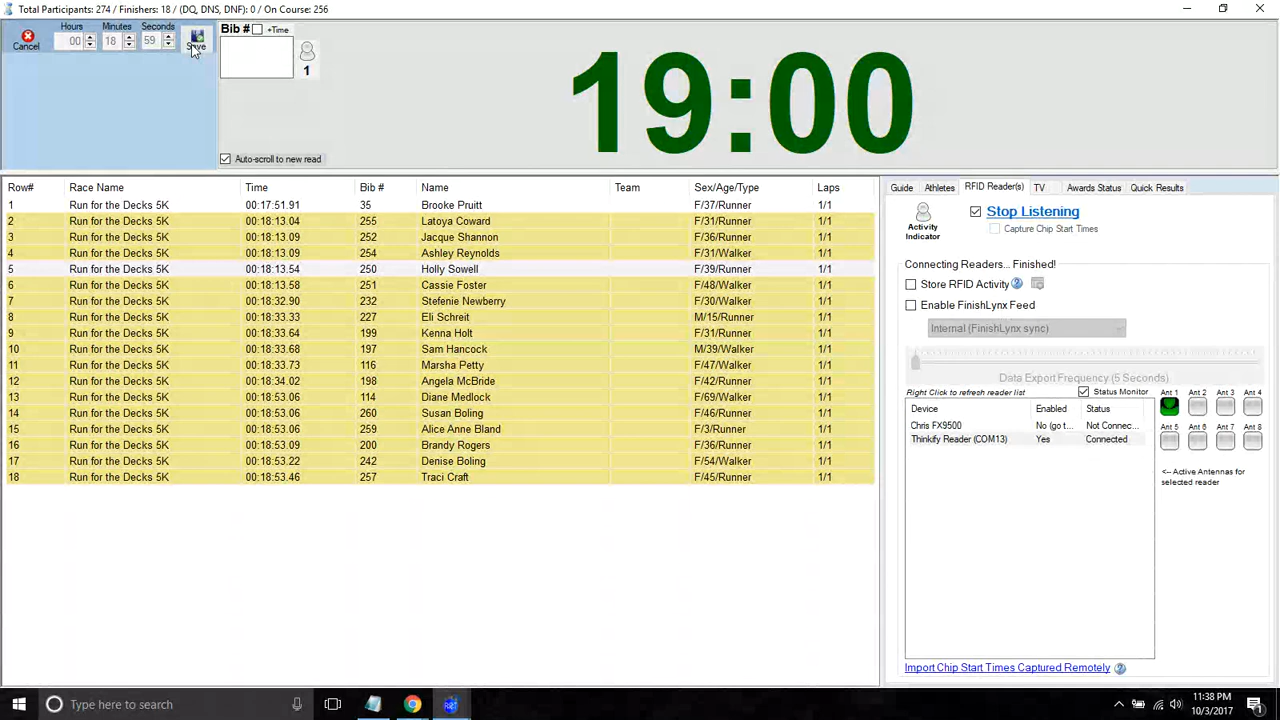 Total Participants: 274 / Finishers: 18 / (DQ, DNS, DNF): 0 / On Course: 256
Hours Minutes Seconds
Cancel 00 18 59 Save
Bib # +Time
1
19:00
Auto-scroll to new read
Row# Race Name Time Bib # Name Team Sex/Age/Type Laps
1 Run for the Decks 5K 00:17:51.91 35 Brooke Pruitt F/37/Runner 1/1
2 Run for the Decks 5K 00:18:13.04 255 Latoya Coward F/31/Runner 1/1
3 Run for the Decks 5K 00:18:13.09 252 Jacque Shannon F/36/Runner 1/1
4 Run for the Decks 5K 00:18:13.09 254 Ashley Reynolds F/31/Walker 1/1
5 Run for the Decks 5K 00:18:13.54 250 Holly Sowell F/39/Runner 1/1
6 Run for the Decks 5K 00:18:13.58 251 Cassie Foster F/48/Walker 1/1
7 Run for the Decks 5K 00:18:32.90 232 Stefenie Newberry F/30/Walker 1/1
8 Run for the Decks 5K 00:18:33.33 227 Eli Schreit M/15/Runner 1/1
9 Run for the Decks 5K 00:18:33.64 199 Kenna Holt F/31/Runner 1/1
10 Run for the Decks 5K 00:18:33.68 197 Sam Hancock M/39/Walker 1/1
11 Run for the Decks 5K 00:18:33.73 116 Marsha Petty F/47/Walker 1/1
12 Run for the Decks 5K 00:18:34.02 198 Angela McBride F/42/Runner 1/1
13 Run for the Decks 5K 00:18:53.06 114 Diane Medlock F/69/Walker 1/1
14 Run for the Decks 5K 00:18:53.06 260 Susan Boling F/46/Runner 1/1
15 Run for the Decks 5K 00:18:53.06 259 Alice Anne Bland F/3/Runner 1/1
16 Run for the Decks 5K 00:18:53.09 200 Brandy Rogers F/36/Runner 1/1
17 Run for the Decks 5K 00:18:53.22 242 Denise Boling F/54/Walker 1/1
18 Run for the Decks 5K 00:18:53.46 257 Traci Craft F/45/Runner 1/1
Guide Athletes RFID Reader(s) TV Awards Status Quick Results
Activity Indicator
Stop Listening
Capture Chip Start Times
Connecting Readers... Finished!
Store RFID Activity
Enable FinishLynx Feed
Internal (FinishLynx sync)
Data Export Frequency (5 Seconds)
Right Click to refresh reader list Status Monitor
Ant 1 Ant 2 Ant 3 Ant 4
Device Enabled Status
Chris FX9500 No (go t... Not Connec...
Ant 5 Ant 6 Ant 7 Ant 8
Thinkify Reader (COM13) Yes Connected
<-- Active Antennas for
selected reader
Import Chip Start Times Captured Remotely
Type here to search
11:38 PM
10/3/2017